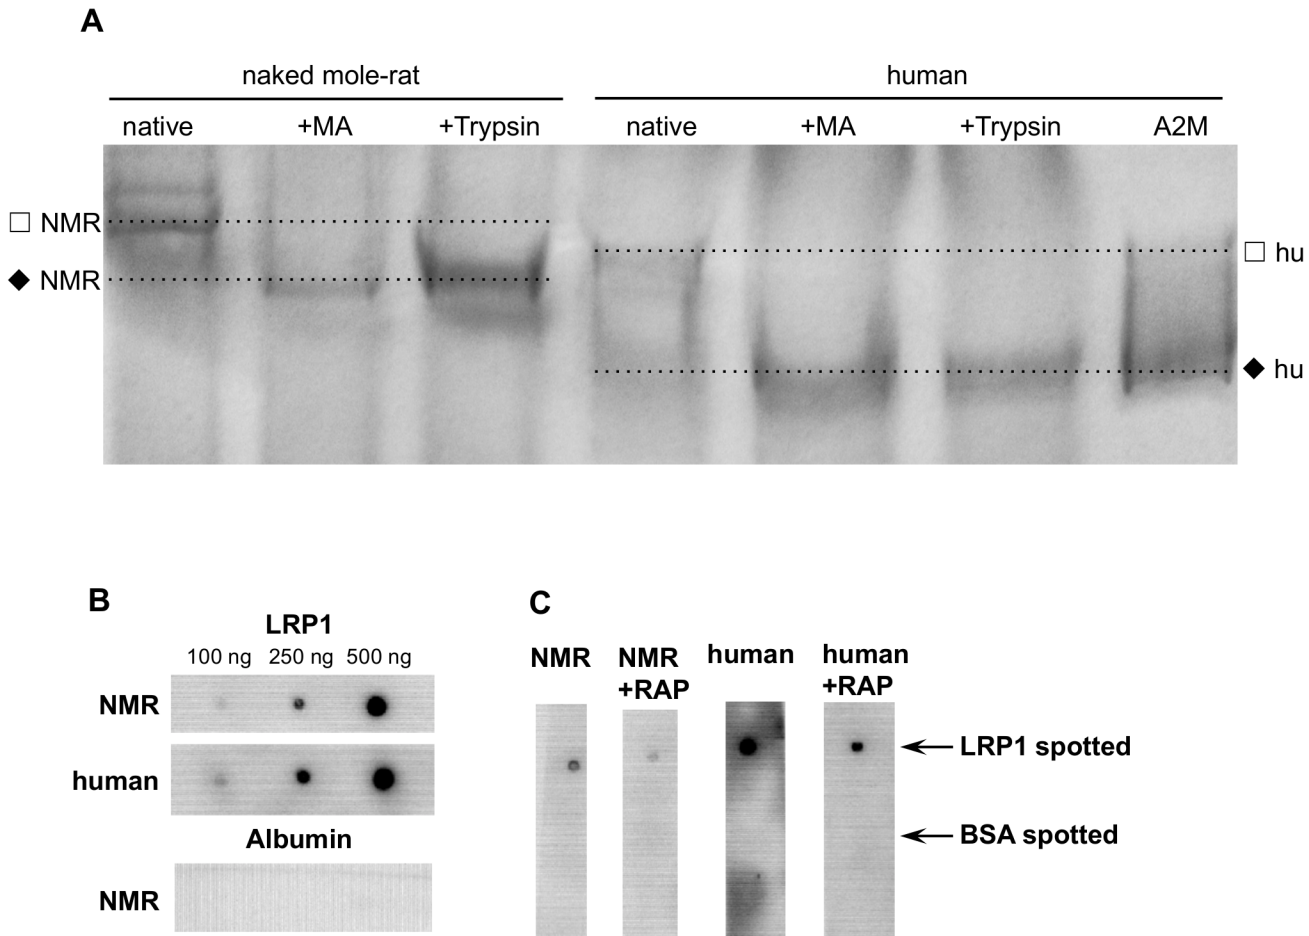 A
naked mole-rat human
native +MA +Trypsin native +MA +Trypsin A2M
□ NMR
□ hu
◆ NMR
◆ hu
B
LRP1
100 ng 250 ng 500 ng
NMR
human
Albumin
NMR
C
NMR NMR +RAP human human +RAP
LRP1 spotted
BSA spotted